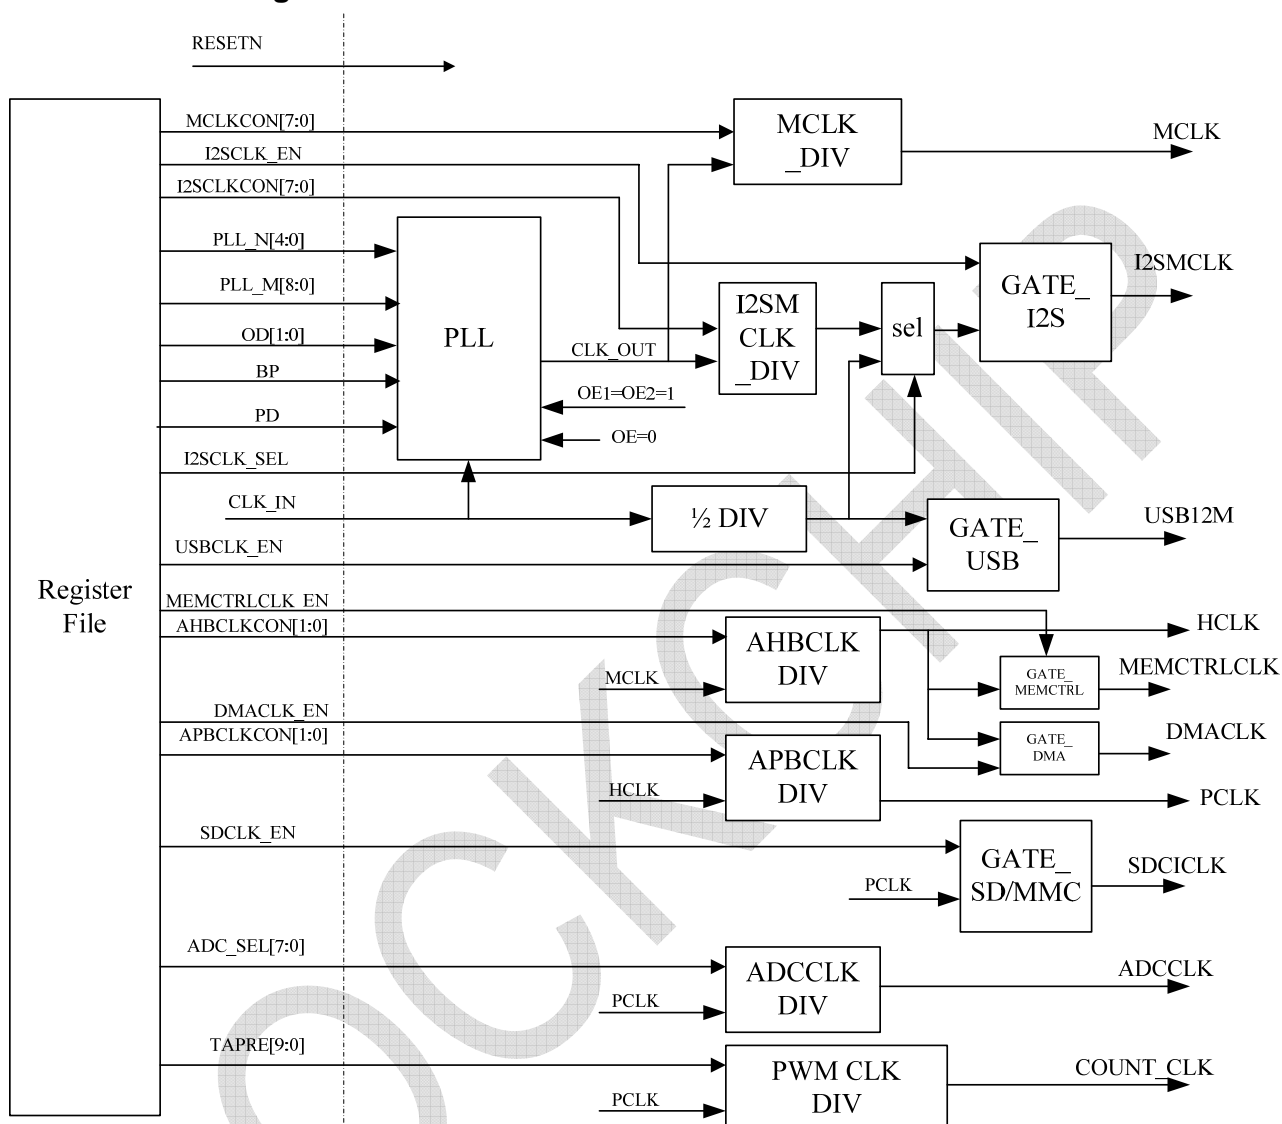 RESETN
MCLKCON[7:0]
I2SCLK_EN
I2SCLKCON[7:0]
MCLK
_DIV
MCLK
PLL_N[4:0]
PLL_M[8:0]
OD[1:0]
BP
PD
PLL
CLK_OUT
OE1=OE2=1
OE=0
I2SM
CLK
_DIV
sel
GATE_
I2S
I2SMCLK
I2SCLK_SEL
CLK_IN
½ DIV
GATE_
USB
USB12M
USBCLK_EN
Register
File
MEMCTRLCLK_EN
AHBCLKCON[1:0]
MCLK
AHBCLK
DIV
HCLK
GATE_
MEMCTRL
MEMCTRLCLK
DMACLK_EN
APBCLKCON[1:0]
HCLK
APBCLK
DIV
GATE_
DMA
DMACLK
PCLK
SDCLK_EN
PCLK
GATE_
SD/MMC
SDCICLK
ADC_SEL[7:0]
PCLK
ADCCLK
DIV
ADCCLK
TAPRE[9:0]
PCLK
PWM CLK
DIV
COUNT_CLK
OCKCHIP